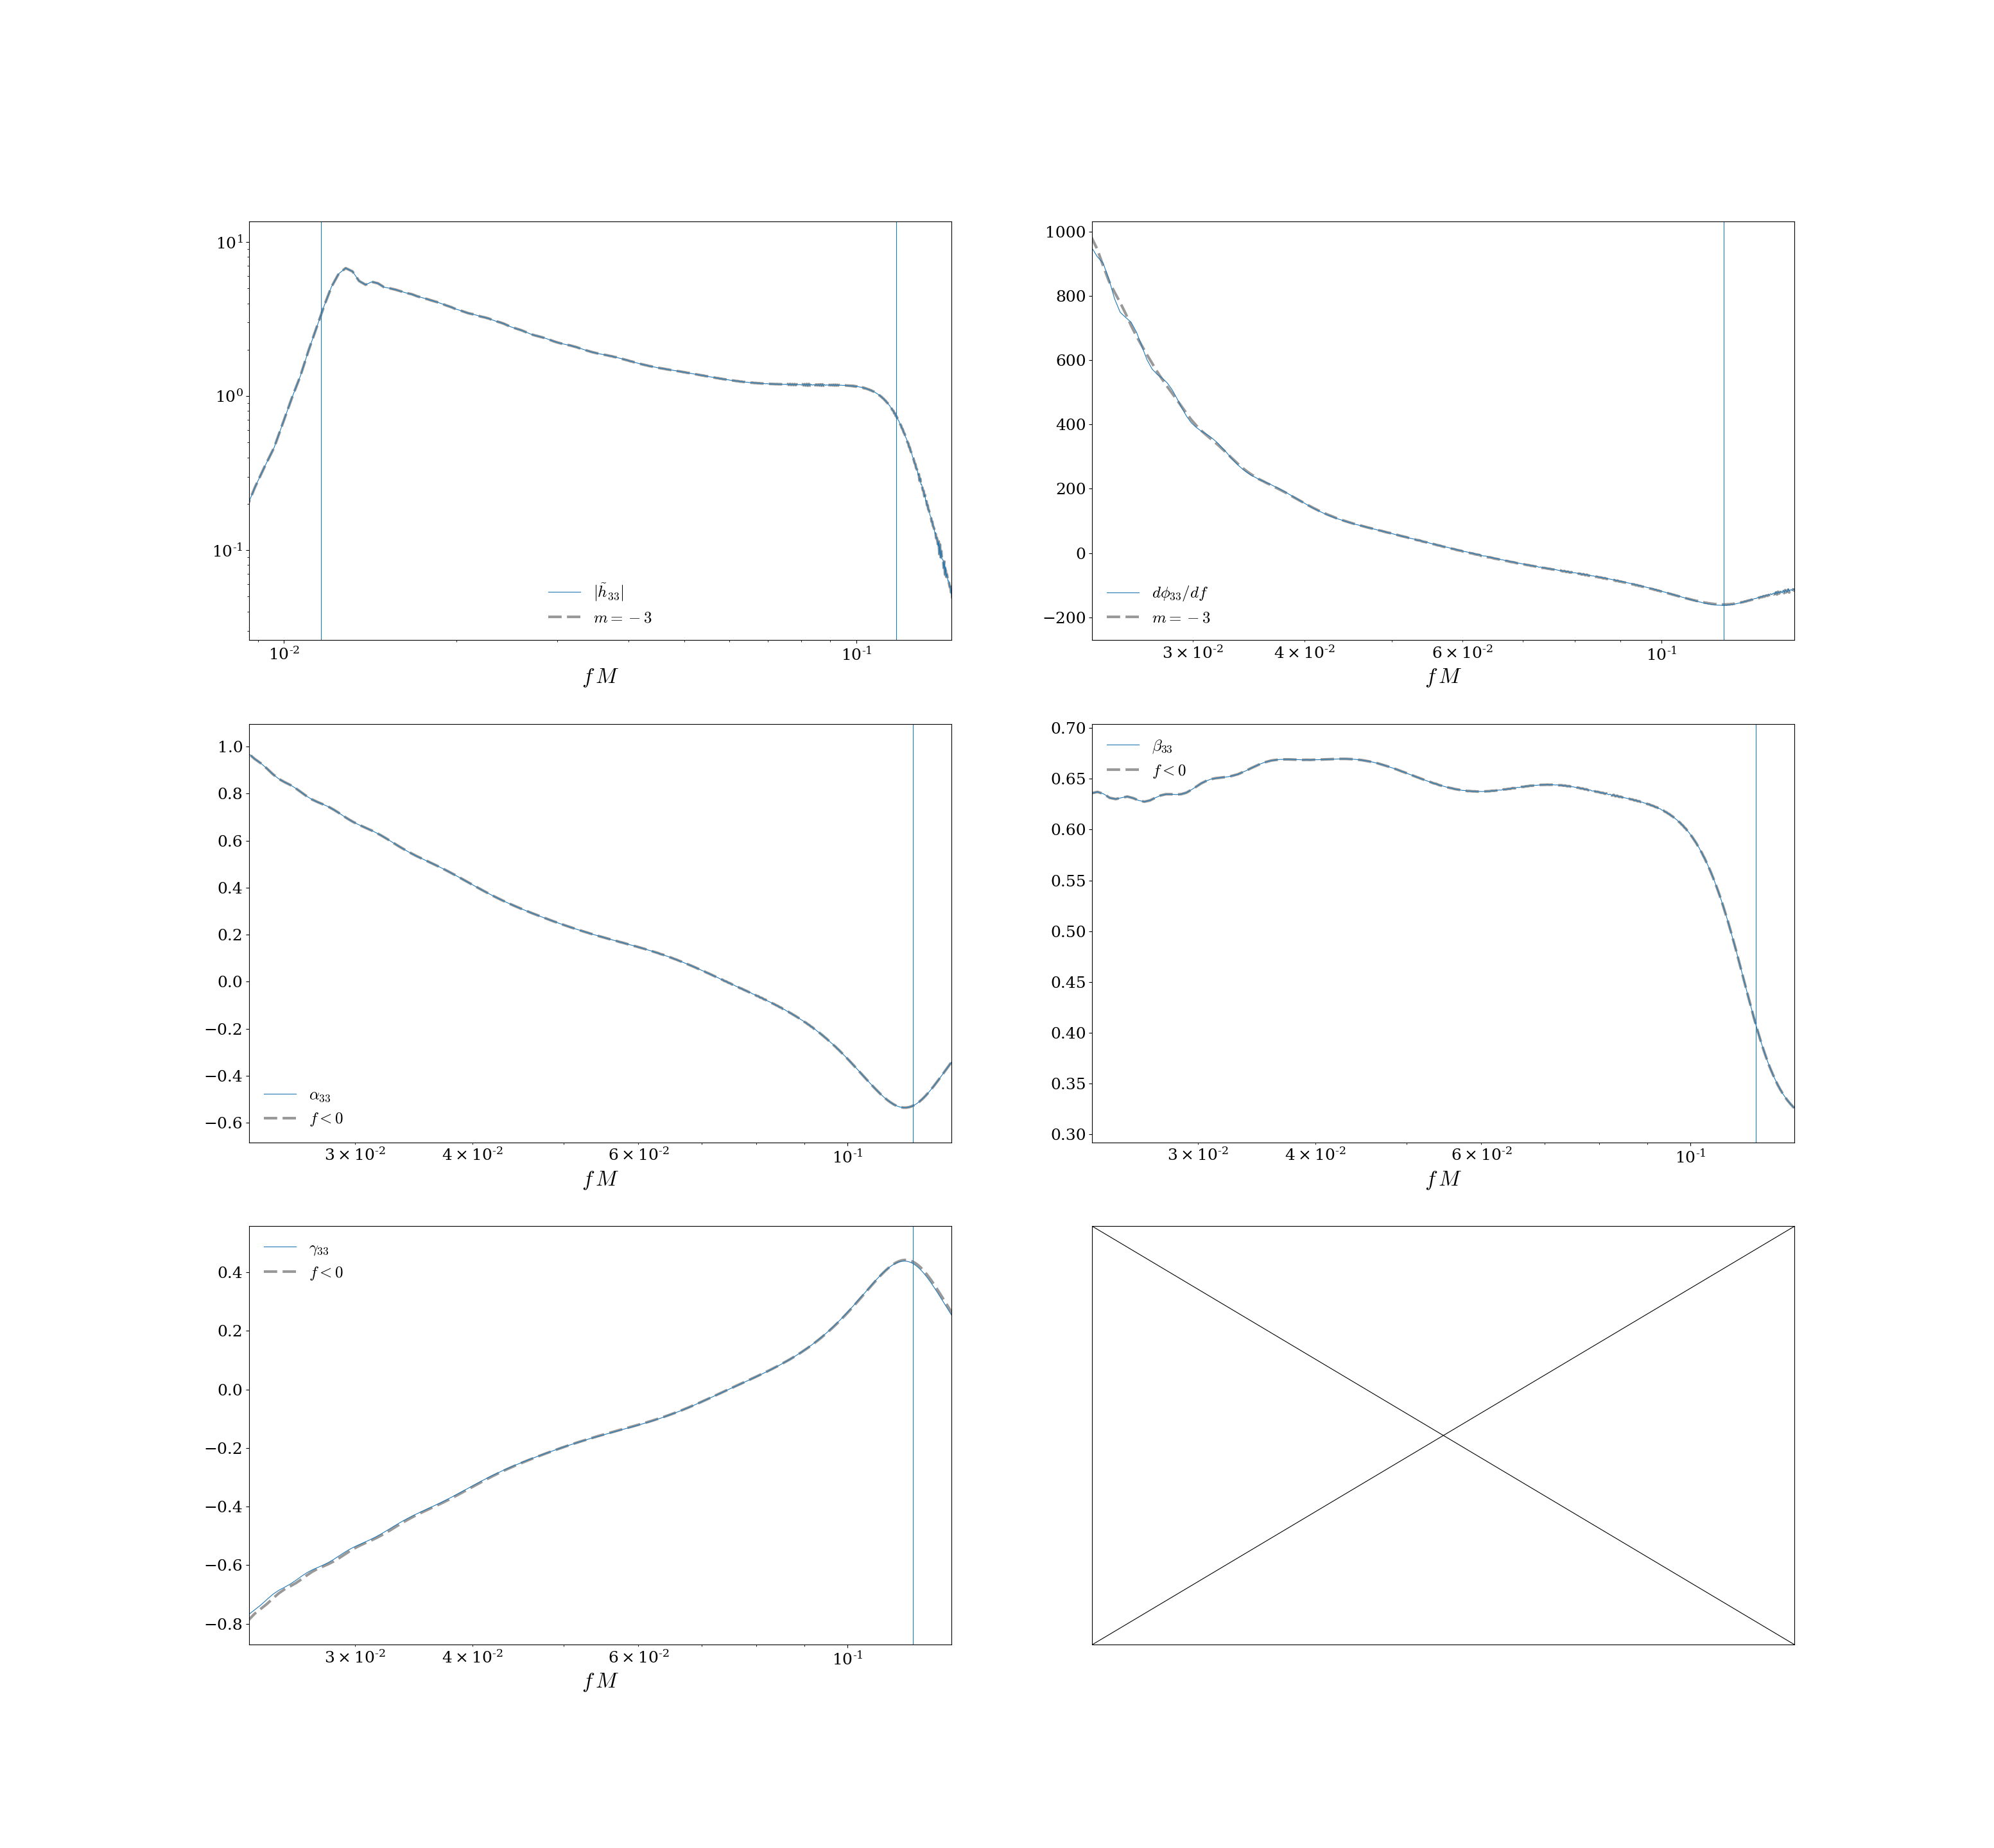 10¹
10⁰
10⁻¹
|h̃₃₃|
m = −3
10⁻² 10⁻¹
fM
1000
800
600
400
200
0
−200
dϕ₃₃/df
m = −3
3 × 10⁻² 4 × 10⁻² 6 × 10⁻² 10⁻¹
fM
1.0
0.8
0.6
0.4
0.2
0.0
−0.2
−0.4
−0.6
α₃₃
f < 0
3 × 10⁻² 4 × 10⁻² 6 × 10⁻² 10⁻¹
fM
0.70
0.65
0.60
0.55
0.50
0.45
0.40
0.35
0.30
β₃₃
f < 0
3 × 10⁻² 4 × 10⁻² 6 × 10⁻² 10⁻¹
fM
γ₃₃
f < 0
0.4
0.2
0.0
−0.2
−0.4
−0.6
−0.8
3 × 10⁻² 4 × 10⁻² 6 × 10⁻² 10⁻¹
fM